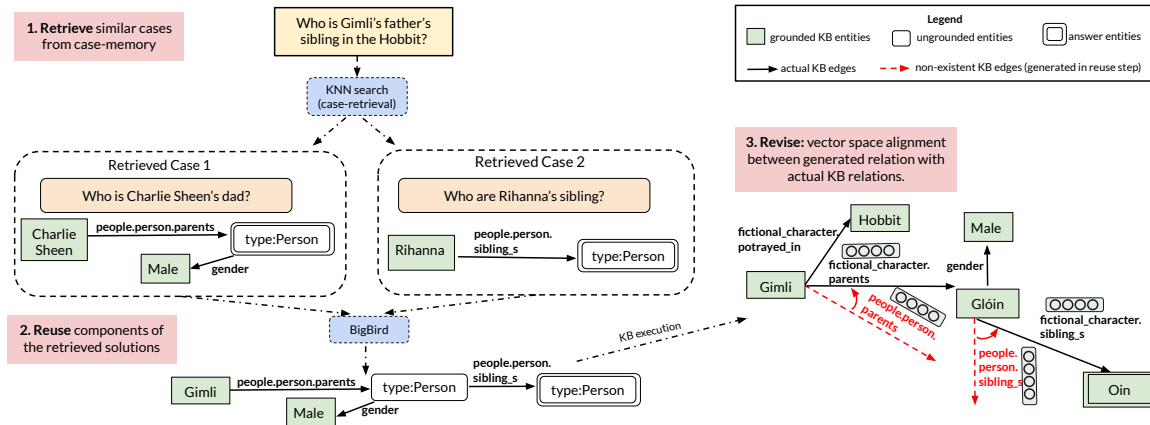 1. Retrieve similar cases
from case-memory
Who is Gimli's father's
sibling in the Hobbit?
KNN search
(case-retrieval)
Legend
grounded KB entities
ungrounded entities
answer entities
actual KB edges
non-existent KB edges (generated in reuse step)
Retrieved Case 1
Who is Charlie Sheen's dad?
Charlie
Sheen
people.person.parents
type:Person
Male
gender
Retrieved Case 2
Who are Rihanna's sibling?
Rihanna
people.person.
sibling_s
type:Person
2. Reuse components of
the retrieved solutions
BigBird
KB execution
Gimli
people.person.parents
type:Person
people.person.
sibling_s
type:Person
Male
gender
3. Revise: vector space alignment
between generated relation with
actual KB relations.
Hobbit
Male
fictional_character.
potrayed_in
fictional_character.
parents
gender
Gimli
Glóin
people.person.
parents
fictional_character.
sibling_s
people.
person.
sibling_s
Oin